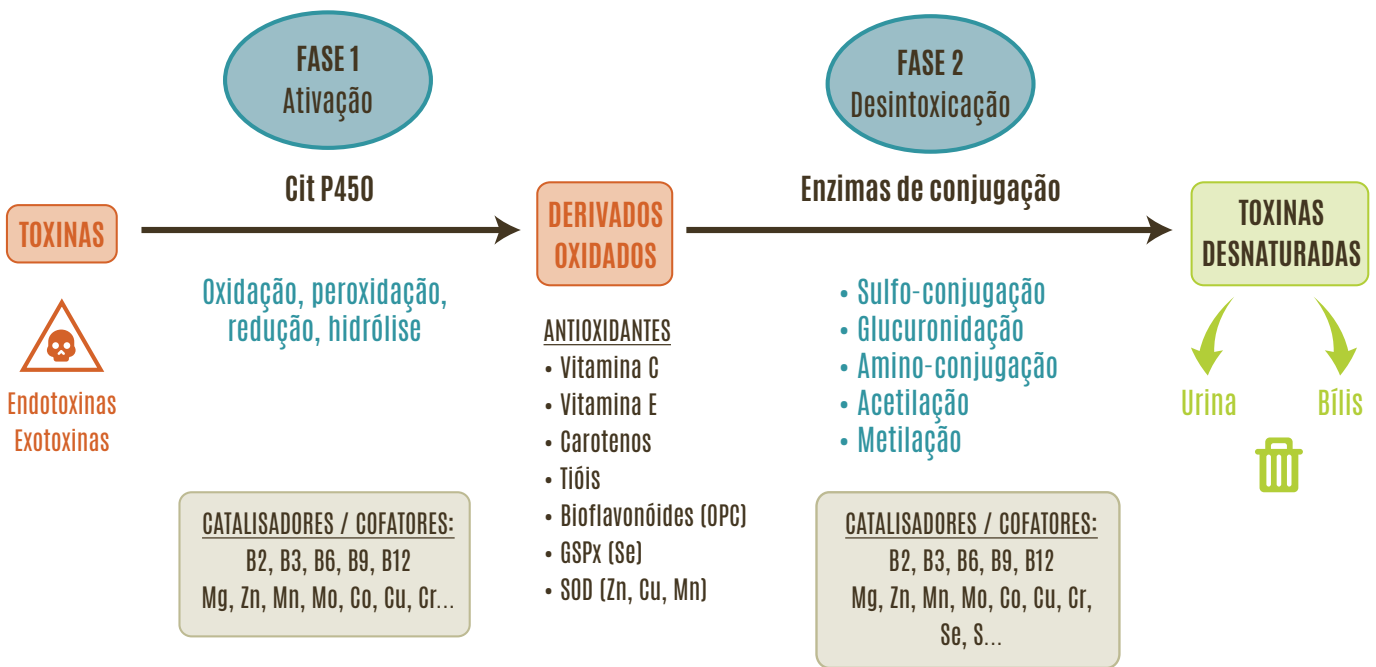 FASE 1
Ativação
FASE 2
Desintoxicação
Cit P450
Enzimas de conjugação
TOXINAS
DERIVADOS
OXIDADOS
TOXINAS
DESNATURADAS
Oxidação, peroxidação,
redução, hidrólise
Endotoxinas
Exotoxinas
ANTIOXIDANTES
• Vitamina C
• Vitamina E
• Carotenos
• Tióis
• Bioflavonóides (OPC)
• GSPx (Se)
• SOD (Zn, Cu, Mn)
• Sulfo-conjugação
• Glucuronidação
• Amino-conjugação
• Acetilação
• Metilação
Urina
Bílis
CATALISADORES / COFATORES:
B2, B3, B6, B9, B12
Mg, Zn, Mn, Mo, Co, Cu, Cr...
CATALISADORES / COFATORES:
B2, B3, B6, B9, B12
Mg, Zn, Mn, Mo, Co, Cu, Cr,
Se, S...